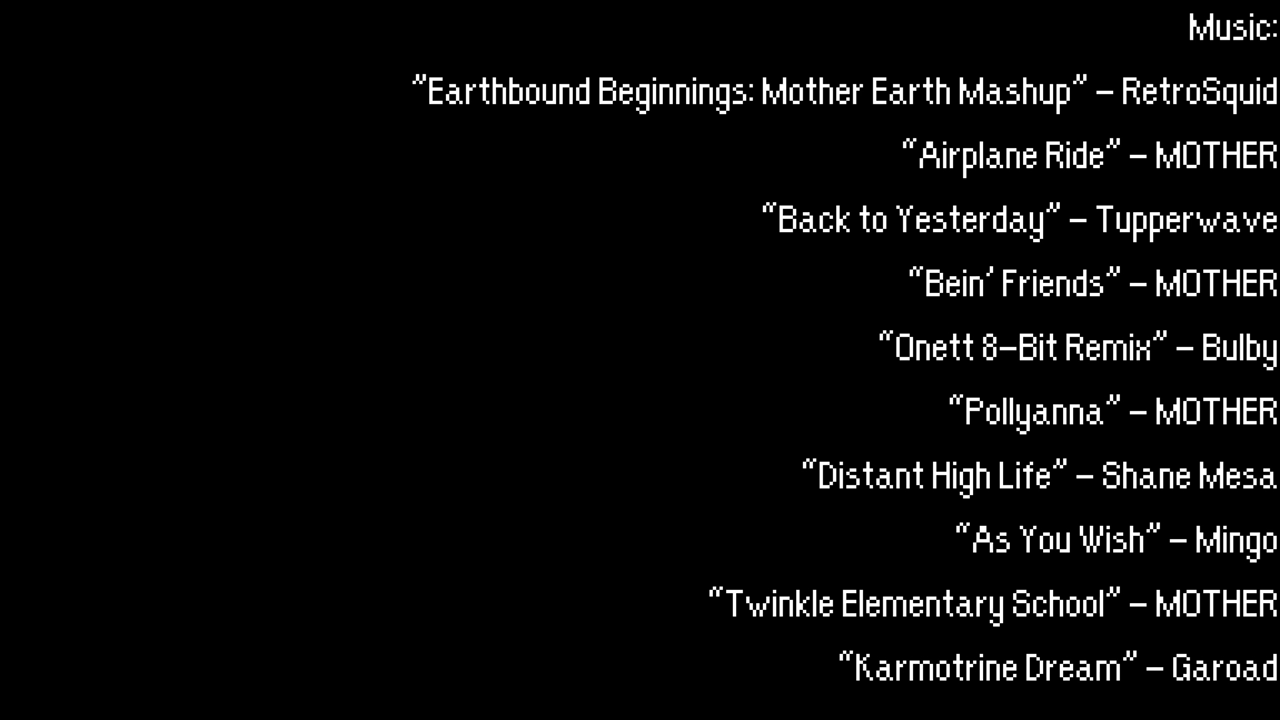 Music:
“Earthbound Beginnings: Mother Earth Mashup” – RetroSquid
“Airplane Ride” – MOTHER
“Back to Yesterday” – Tupperwave
“Bein’ Friends” – MOTHER
“Onett 8-Bit Remix” – Bulby
“Pollyanna” – MOTHER
“Distant High Life” – Shane Mesa
“As You Wish” – Mingo
“Twinkle Elementary School” – MOTHER
“Karmotrine Dream” – Garoad